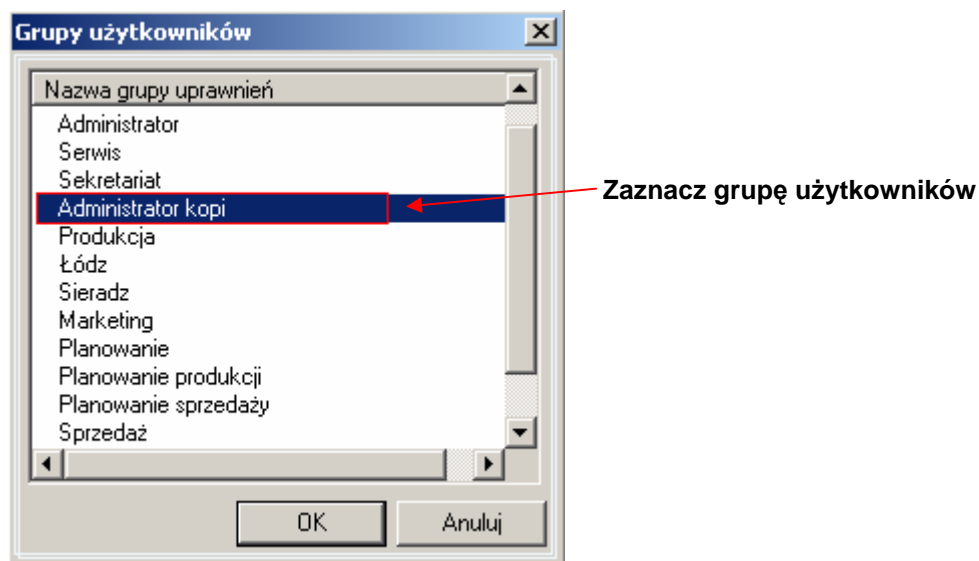 Grupy użytkowników
Nazwa grupy uprawnień
Administrator
Serwis
Sekretariat
Administrator kopi
Produkcja
Łódz
Sieradz
Marketing
Planowanie
Planowanie produkcji
Planowanie sprzedaży
Sprzedaż
OK Anuluj
Zaznacz grupę użytkowników